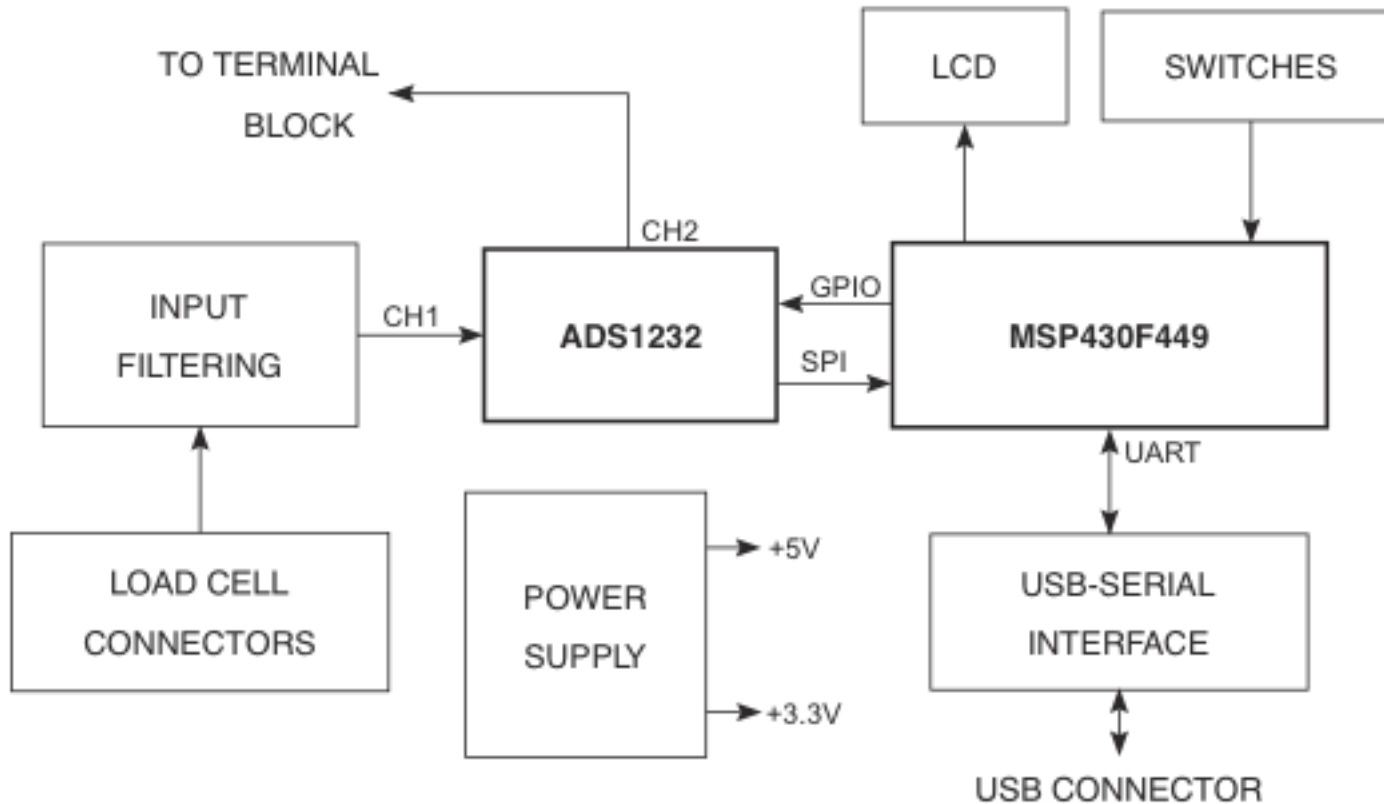 TO TERMINAL
BLOCK
LCD
SWITCHES
CH2
INPUT
FILTERING
CH1
ADS1232
GPIO
SPI
MSP430F449
UART
LOAD CELL
CONNECTORS
POWER
SUPPLY
+5V
+3.3V
USB-SERIAL
INTERFACE
USB CONNECTOR